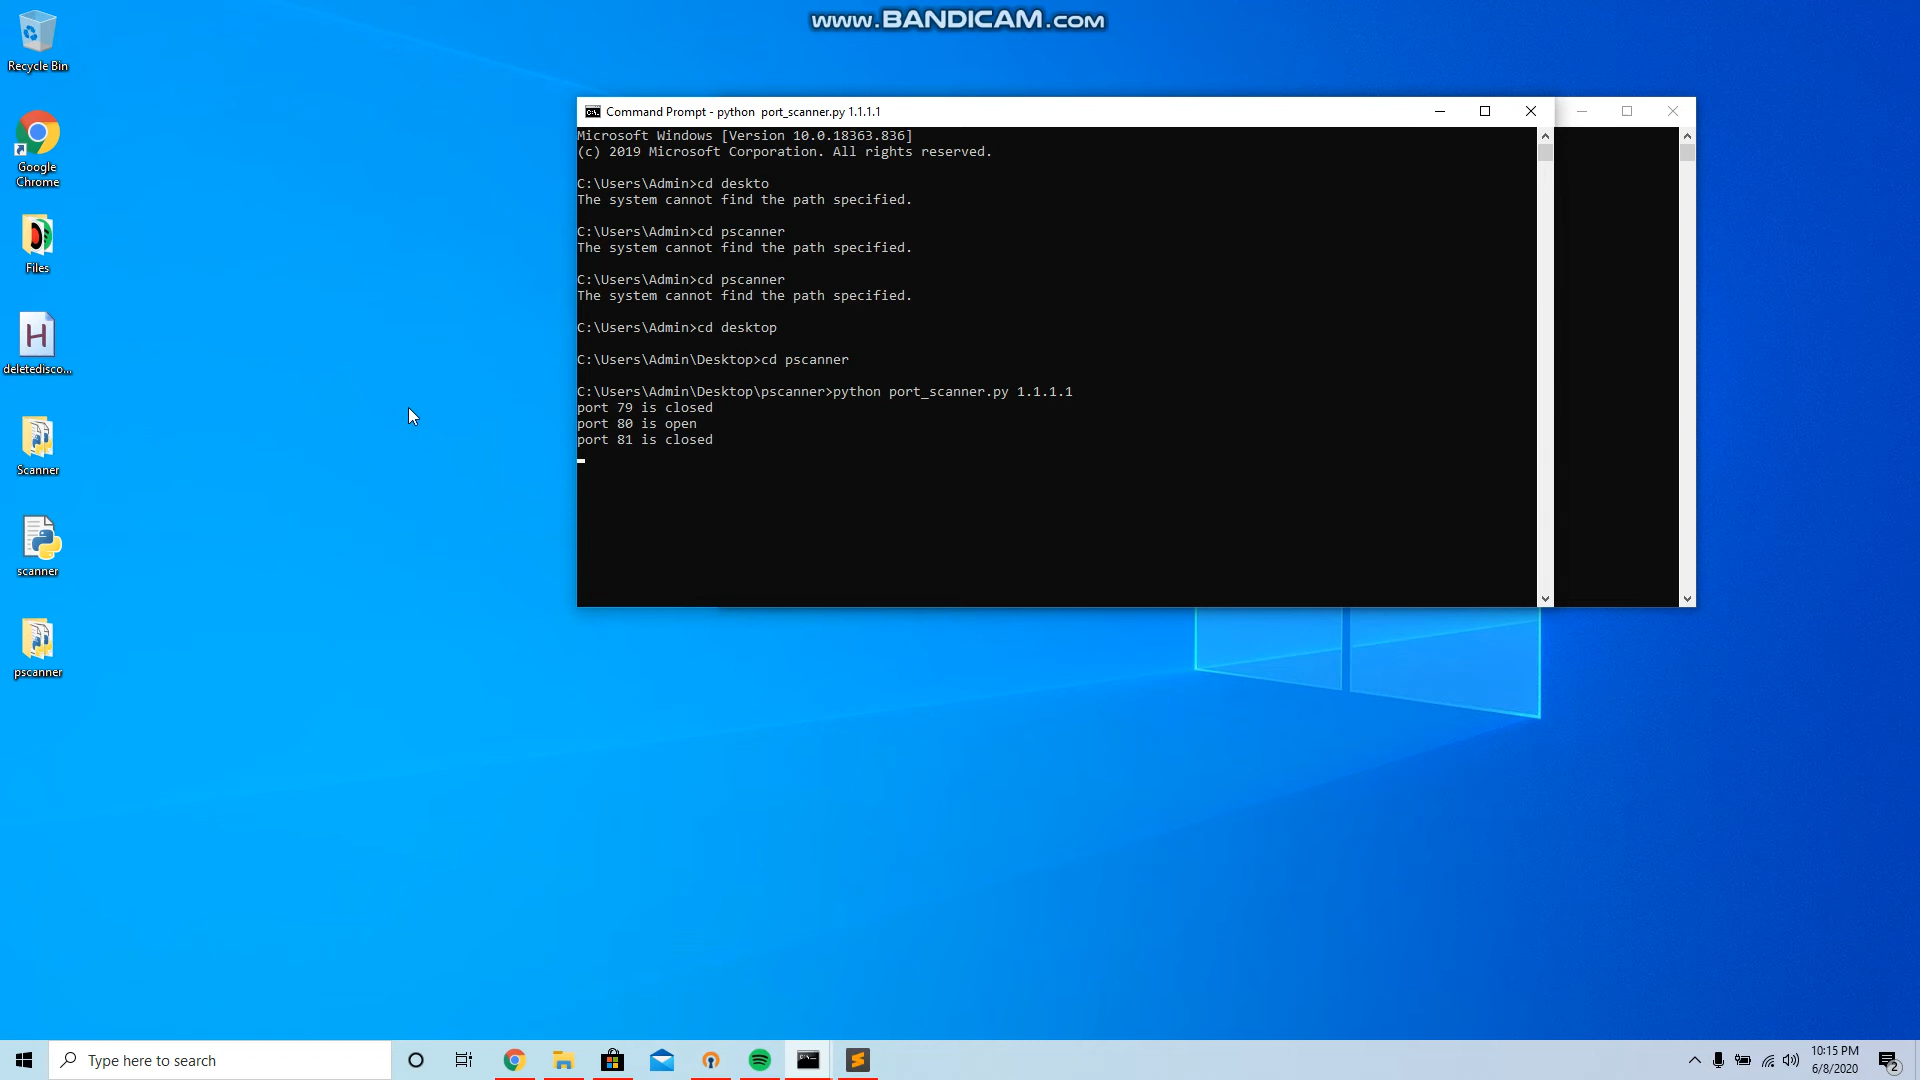 www.BANDICAM.com
Recycle Bin
Google
Chrome
Files
deletedisco...
Scanner
scanner
pscanner
Command Prompt - python  port_scanner.py 1.1.1.1
Microsoft Windows [Version 10.0.18363.836]
(c) 2019 Microsoft Corporation. All rights reserved.
C:\Users\Admin>cd deskto
The system cannot find the path specified.
C:\Users\Admin>cd pscanner
The system cannot find the path specified.
C:\Users\Admin>cd pscanner
The system cannot find the path specified.
C:\Users\Admin>cd desktop
C:\Users\Admin\Desktop>cd pscanner
C:\Users\Admin\Desktop\pscanner>python port_scanner.py 1.1.1.1
port 79 is closed
port 80 is open
port 81 is closed
Type here to search
10:15 PM
6/8/2020
2